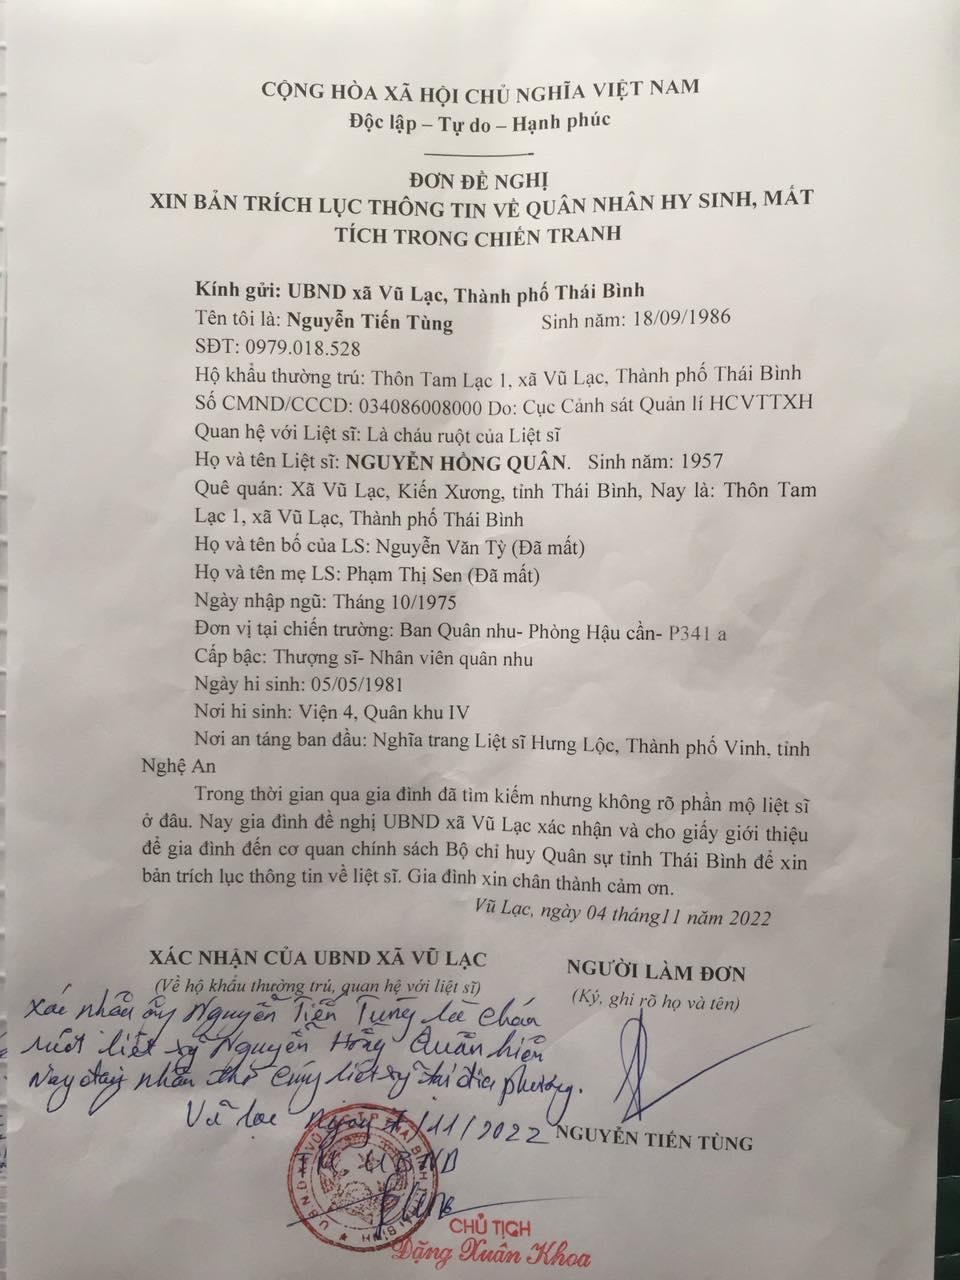 CỘNG HÒA XÃ HỘI CHỦ NGHĨA VIỆT NAM
Độc lập – Tự do – Hạnh phúc
ĐƠN ĐỀ NGHỊ
XIN BẢN TRÍCH LỤC THÔNG TIN VỀ QUÂN NHÂN HY SINH, MẤT
TÍCH TRONG CHIẾN TRANH
Kính gửi: UBND xã Vũ Lạc, Thành phố Thái Bình
Tên tôi là: Nguyễn Tiến Tùng Sinh năm: 18/09/1986
SĐT: 0979.018.528
Hộ khẩu thường trú: Thôn Tam Lạc 1, xã Vũ Lạc, Thành phố Thái Bình
Số CMND/CCCD: 034086008000 Do: Cục Cảnh sát Quản lí HCVTTXH
Quan hệ với Liệt sĩ: Là cháu ruột của Liệt sĩ
Họ và tên Liệt sĩ: NGUYỄN HỒNG QUÂN. Sinh năm: 1957
Quê quán: Xã Vũ Lạc, Kiến Xương, tỉnh Thái Bình, Nay là: Thôn Tam
Lạc 1, xã Vũ Lạc, Thành phố Thái Bình
Họ và tên bố của LS: Nguyễn Văn Tỳ (Đã mất)
Họ và tên mẹ LS: Phạm Thị Sen (Đã mất)
Ngày nhập ngũ: Tháng 10/1975
Đơn vị tại chiến trường: Ban Quân nhu- Phòng Hậu cần- P341 a
Cấp bậc: Thượng sĩ- Nhân viên quân nhu
Ngày hi sinh: 05/05/1981
Nơi hi sinh: Viện 4, Quân khu IV
Nơi an táng ban đầu: Nghĩa trang Liệt sĩ Hưng Lộc, Thành phố Vinh, tỉnh
Nghệ An
Trong thời gian qua gia đình đã tìm kiếm nhưng không rõ phần mộ liệt sĩ
ở đâu. Nay gia đình đề nghị UBND xã Vũ Lạc xác nhận và cho giấy giới thiệu
để gia đình đến cơ quan chính sách Bộ chỉ huy Quân sự tỉnh Thái Bình để xin
bản trích lục thông tin về liệt sĩ. Gia đình xin chân thành cảm ơn.
Vũ Lạc, ngày 04 tháng11 năm 2022
XÁC NHẬN CỦA UBND XÃ VŨ LẠC
(Về hộ khẩu thường trú, quan hệ với liệt sĩ)
NGƯỜI LÀM ĐƠN
(Ký, ghi rõ họ và tên)
Xác nhận ông Nguyễn Tiến Tùng là cháu
ruột liệt sỹ Nguyễn Hồng Quân hiện
nay đang nhận thờ cúng liệt sỹ tại địa phương.
Vũ Lạc ngày 7/11/2022
NGUYỄN TIẾN TÙNG
TM UBND
CHỦ TỊCH
Đặng Xuân Khoa